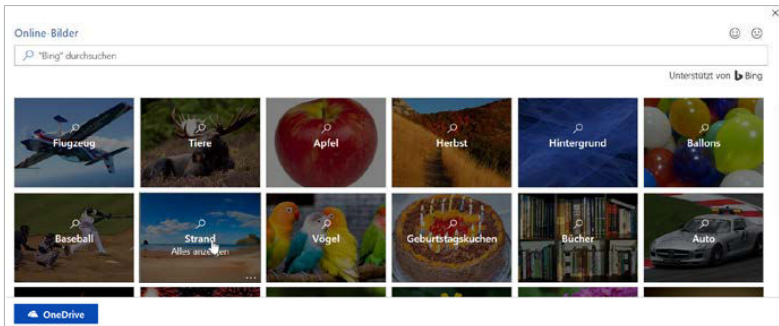 Online-Bilder
"Bing" durchsuchen
Unterstützt von Bing
Flugzeug
Tiere
Apfel
Herbst
Hintergrund
Ballons
Baseball
Strand
Alles anzeigen
Vögel
Geburtstagskuchen
Bücher
Auto
OneDrive